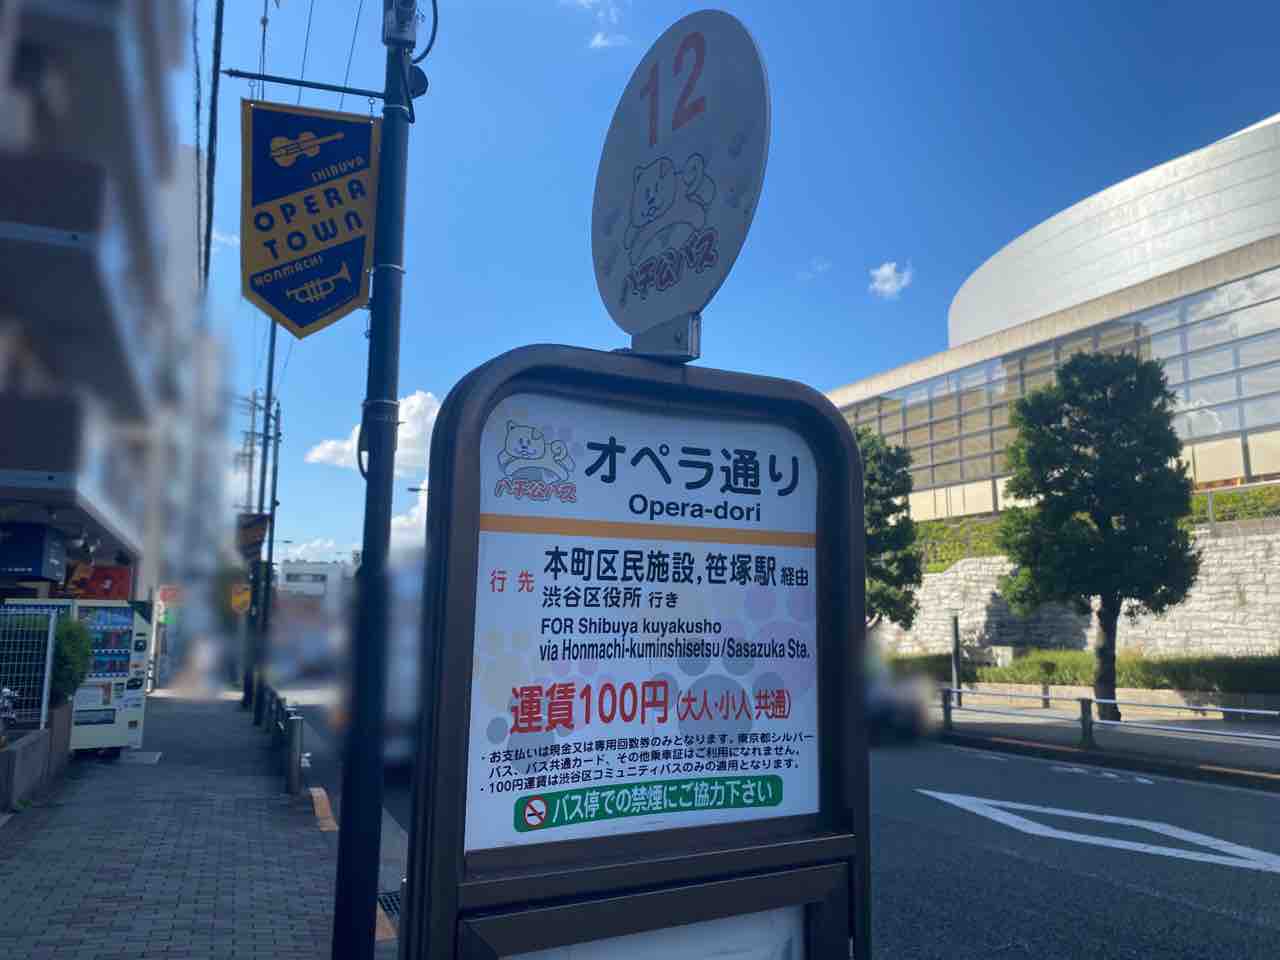 SHIBUYA
OPERA
TOWN
HONMACHI
12
ハチ公バス
ハチ公バス
オペラ通り
Opera-dori
行先
本町区民施設,笹塚駅 経由
渋谷区役所 行き
FOR Shibuya kuyakusho
via Honmachi-kuminshisetsu/Sasazuka Sta.
運賃100円(大人・小人 共通)
・お支払いは現金又は専用回数券のみとなります。東京都シルバー
パス、バス共通カード、その他乗車証はご利用になれません。
・100円運賃は渋谷区コミュニティバスのみの適用となります。
バス停での禁煙にご協力下さい